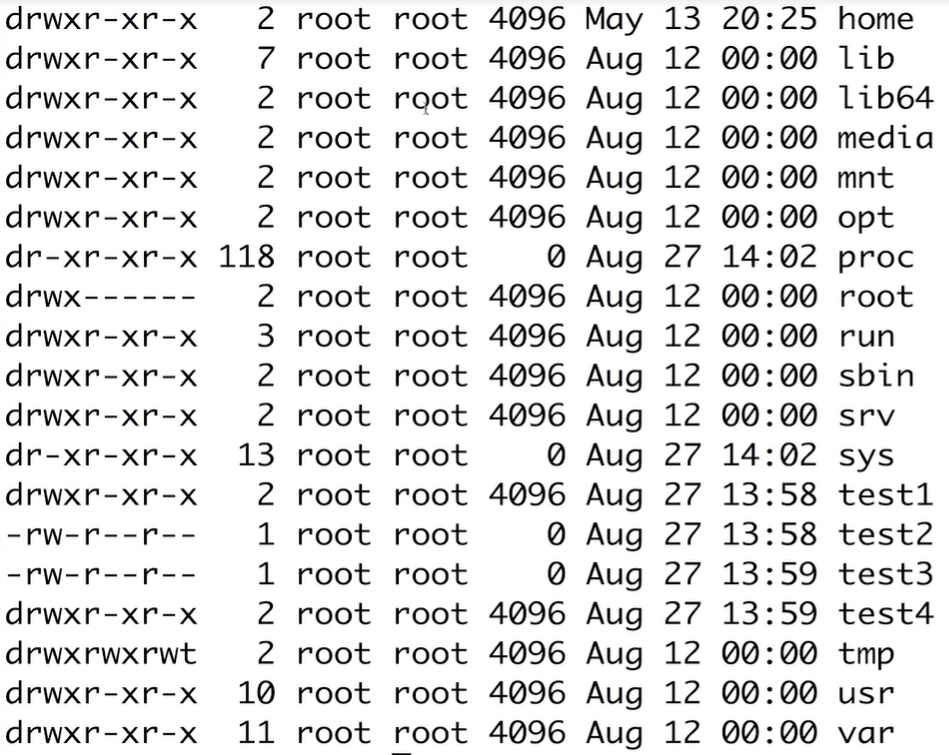 drwxr-xr-x   2 root root 4096 May 13 20:25 home
drwxr-xr-x   7 root root 4096 Aug 12 00:00 lib
drwxr-xr-x   2 root root 4096 Aug 12 00:00 lib64
drwxr-xr-x   2 root root 4096 Aug 12 00:00 media
drwxr-xr-x   2 root root 4096 Aug 12 00:00 mnt
drwxr-xr-x   2 root root 4096 Aug 12 00:00 opt
dr-xr-xr-x 118 root root    0 Aug 27 14:02 proc
drwx------   2 root root 4096 Aug 12 00:00 root
drwxr-xr-x   3 root root 4096 Aug 12 00:00 run
drwxr-xr-x   2 root root 4096 Aug 12 00:00 sbin
drwxr-xr-x   2 root root 4096 Aug 12 00:00 srv
dr-xr-xr-x  13 root root    0 Aug 27 14:02 sys
drwxr-xr-x   2 root root 4096 Aug 27 13:58 test1
-rw-r--r--   1 root root    0 Aug 27 13:58 test2
-rw-r--r--   1 root root    0 Aug 27 13:59 test3
drwxr-xr-x   2 root root 4096 Aug 27 13:59 test4
drwxrwxrwt   2 root root 4096 Aug 12 00:00 tmp
drwxr-xr-x  10 root root 4096 Aug 12 00:00 usr
drwxr-xr-x  11 root root 4096 Aug 12 00:00 var